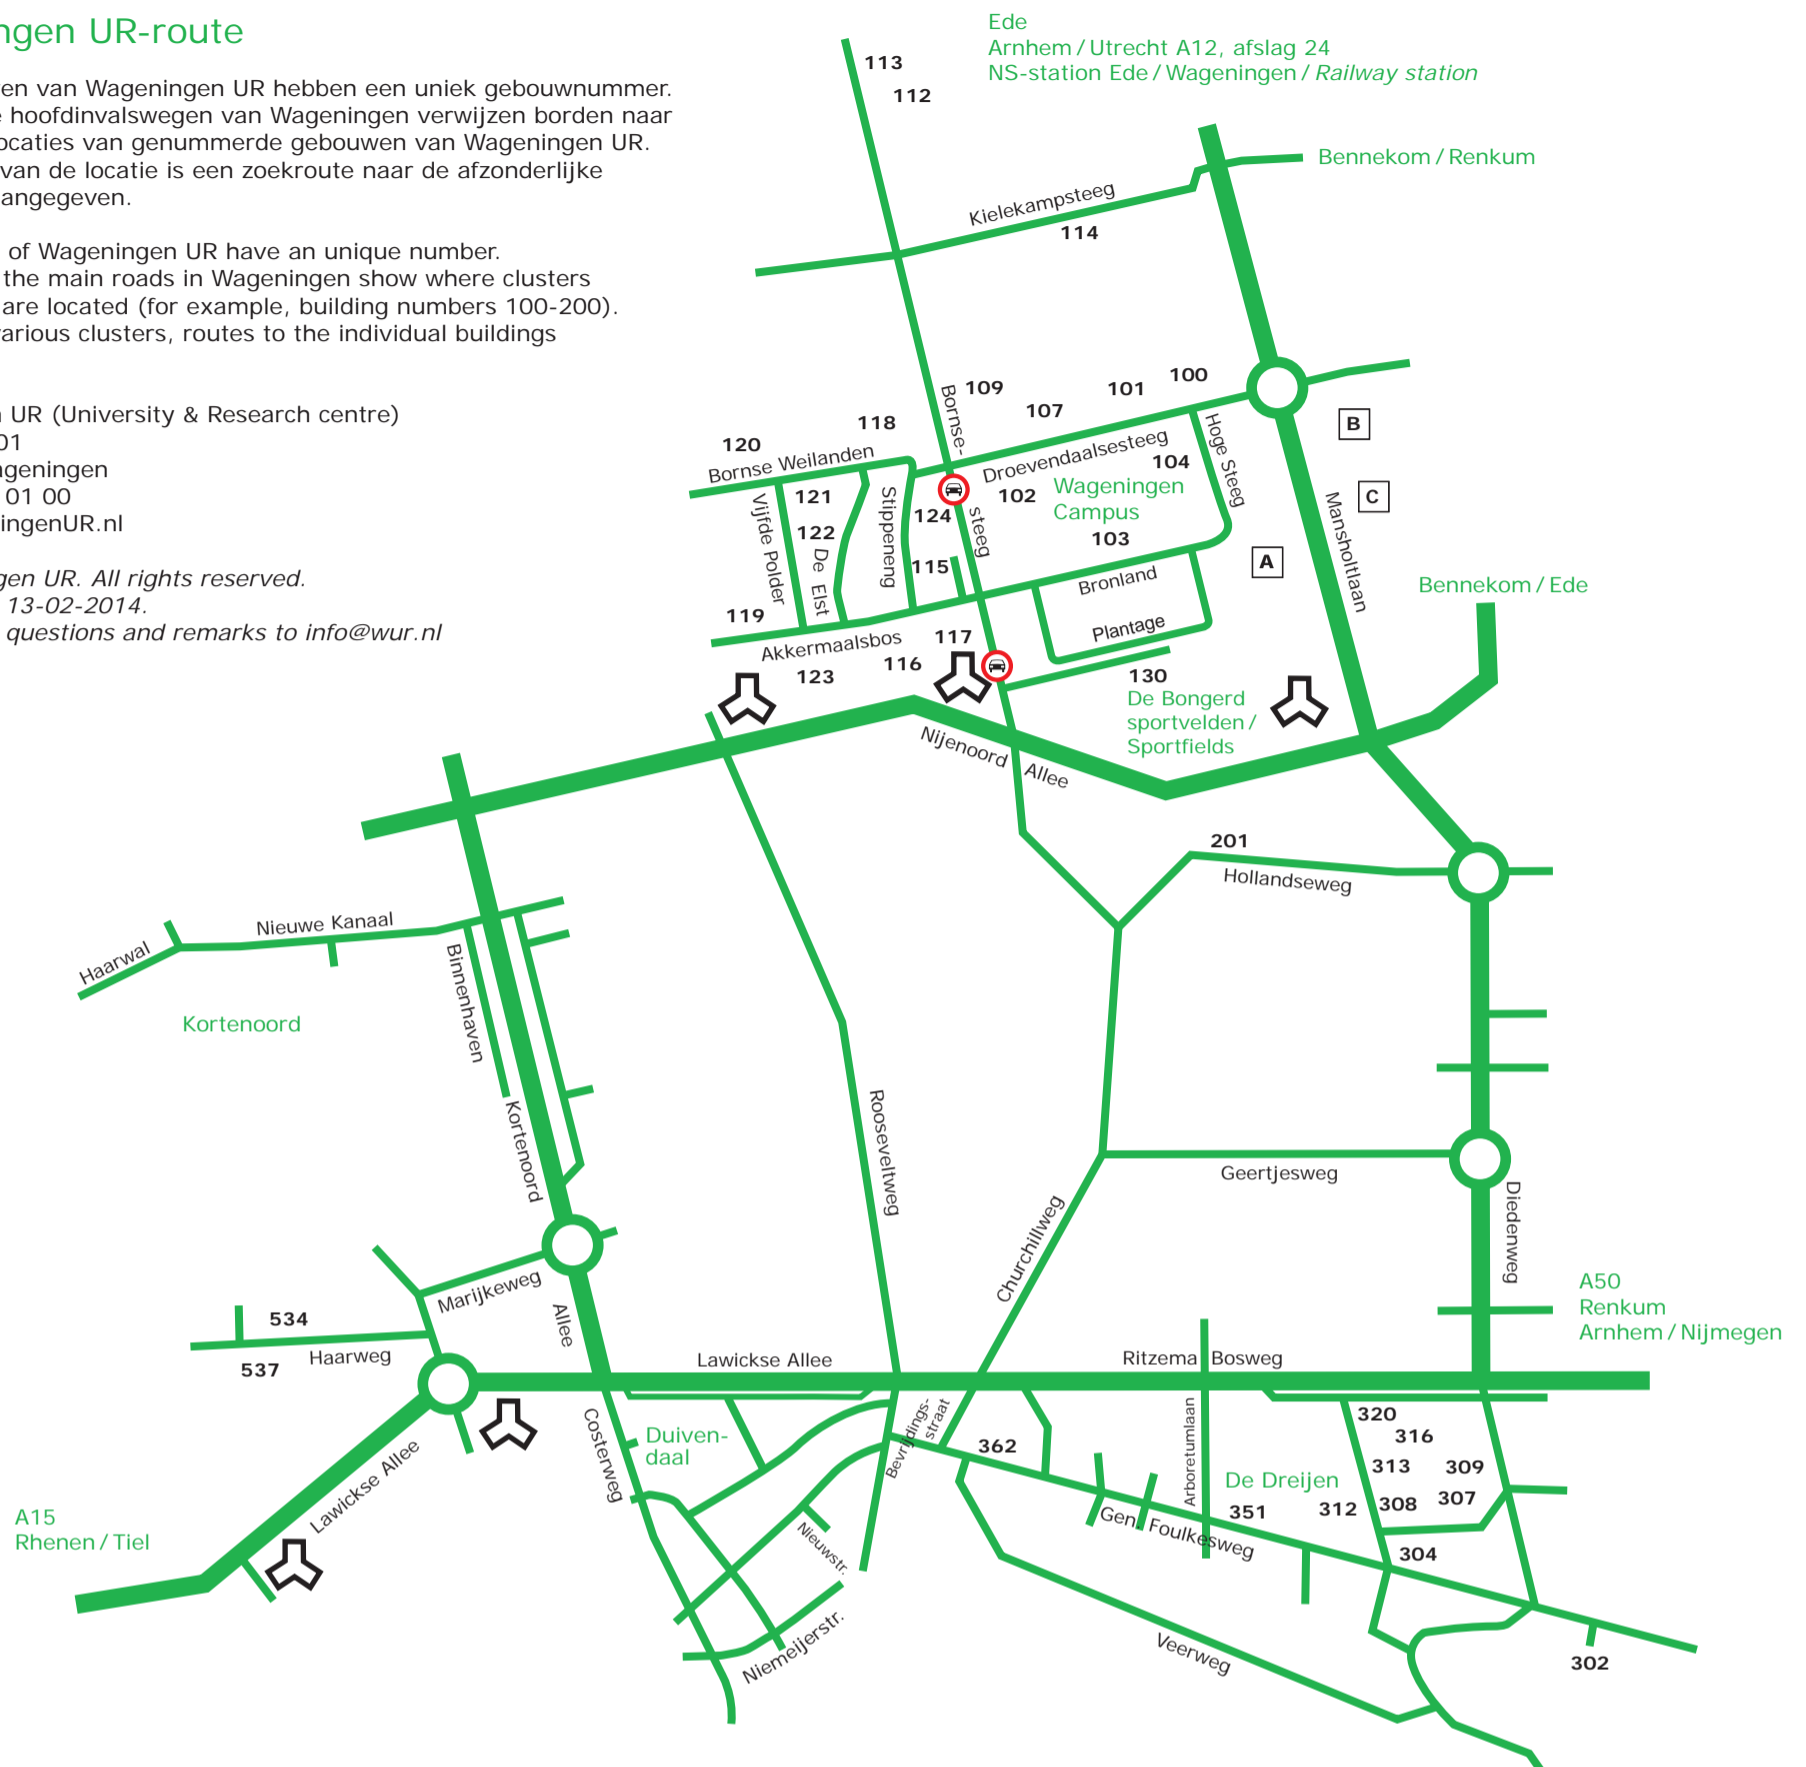 ngen UR-route
en van Wageningen UR hebben een uniek gebouwnummer.
e hoofdinvalswegen van Wageningen verwijzen borden naar
ocaties van genummerde gebouwen van Wageningen UR.
van de locatie is een zoekroute naar de afzonderlijke
angegeven.
of Wageningen UR have an unique number.
the main roads in Wageningen show where clusters
are located (for example, building numbers 100-200).
various clusters, routes to the individual buildings
UR (University & Research centre)
01
ageningen
01 00
ingenUR.nl
gen UR. All rights reserved.
13-02-2014.
questions and remarks to info@wur.nl
Ede
Arnhem / Utrecht A12, afslag 24
NS-station Ede / Wageningen / Railway station
113
112
Bennekom / Renkum
Kielekampsteeg
114
Bornse-
steeg
109
107
101
100
118
120
Bornse Weilanden
Droevendaalsesteeg
104
Hoge Steeg
B
C
A
Mansholtlaan
102
Wageningen
Campus
103
121
122
Vijfde Polder
De Elst
Stippeneng
124
115
Bronland
Plantage
119
Akkermaalsbos
117
116
123
130
De Bongerd
sportvelden /
Sportfields
Bennekom / Ede
Nijenoord Allee
201
Hollandseweg
Nieuwe Kanaal
Haarwal
Binnenhaven
Kortenoord
Kortenoord
Allee
Rooseveltweg
Churchillweg
Geertjesweg
Diedenweg
A50
Renkum
Arnhem / Nijmegen
Marijkeweg
534
Haarweg
537
Lawickse Allee
Ritzema Bosweg
Lawickse Allee
A15
Rhenen / Tiel
Costerweg
Duiven-
daal
Bevrijdings-
straat
362
Arboretumlaan
De Dreijen
351
312
320
316
313
309
308
307
304
302
Gen. Foulkesweg
Nieuwstr.
Niemeijerstr.
Veerweg